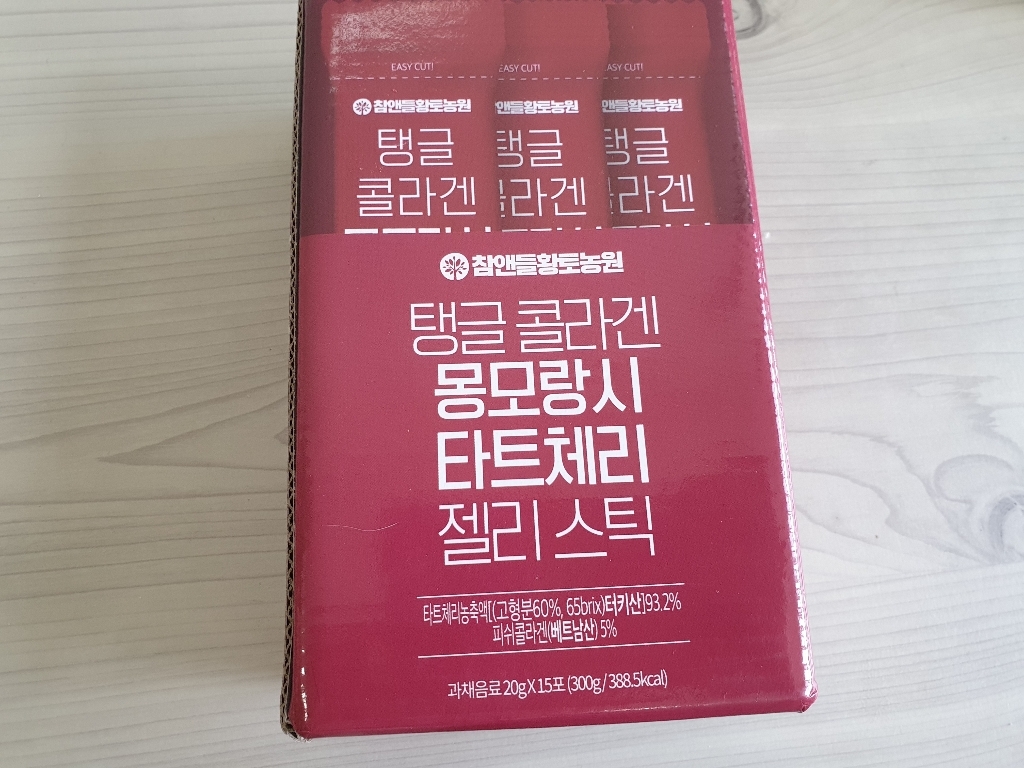 EASY CUT!
EASY CUT!
EASY CUT!
참앤들황토농원
앤들황토농원
앤들황토농원
탱글
탱글
탱글
콜라겐
라겐
라겐
참앤들황토농원
탱글 콜라겐
몽모랑시
타트체리
젤리 스틱
타트체리농축액[(고형분60%, 65brix)터키산]93.2%
피쉬콜라겐(베트남산) 5%
과채음료 20g X 15포 (300g / 388.5kcal)